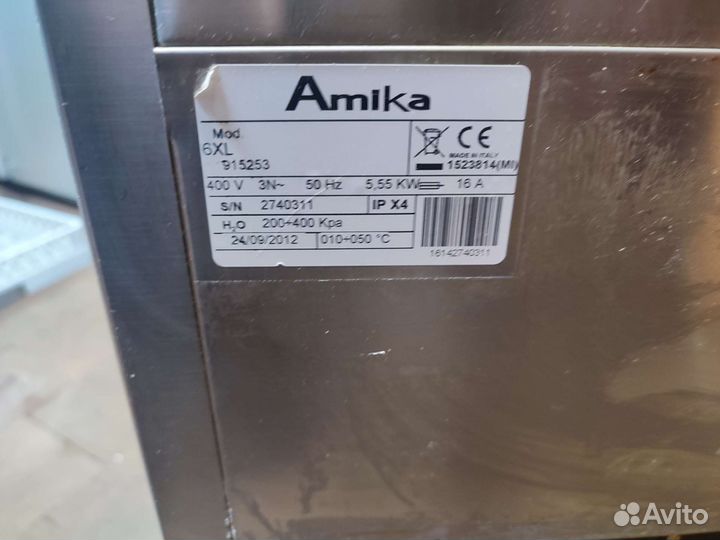 Amika
Mod.
6XL
915253
CE
MADE IN ITALY
1523814(MI)
400 V 3N~ 50 Hz 5,55 KW 16 A
S/N 2740311 IP X4
H₂O 200÷400 Kpa
24/09/2012 010÷050 °C
16142740311
Avito